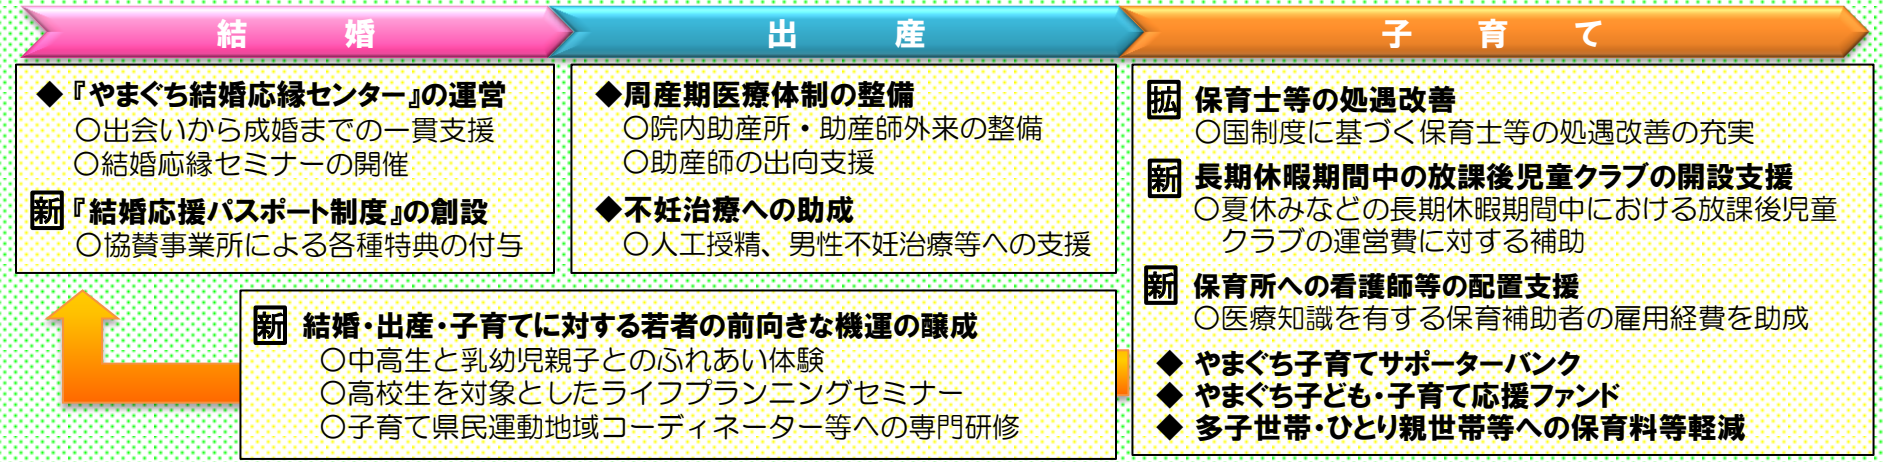 結婚
◆『やまぐち結婚応縁センター』の運営
○出会いから成婚までの一貫支援
○結婚応縁セミナーの開催
新『結婚応援パスポート制度』の創設
○協賛事業所による各種特典の付与
出産
◆周産期医療体制の整備
○院内助産所・助産師外来の整備
○助産師の出向支援
◆不妊治療への助成
○人工授精、男性不妊治療等への支援
子育て
拡 保育士等の処遇改善
○国制度に基づく保育士等の処遇改善の充実
新 長期休暇期間中の放課後児童クラブの開設支援
○夏休みなどの長期休暇期間中における放課後児童
クラブの運営費に対する補助
新 保育所への看護師等の配置支援
○医療知識を有する保育補助者の雇用経費を助成
◆ やまぐち子育てサポーターバンク
◆ やまぐち子ども・子育て応援ファンド
◆ 多子世帯・ひとり親世帯等への保育料等軽減
新 結婚・出産・子育てに対する若者の前向きな機運の醸成
○中高生と乳幼児親子とのふれあい体験
○高校生を対象としたライフプランニングセミナー
○子育て県民運動地域コーディネーター等への専門研修